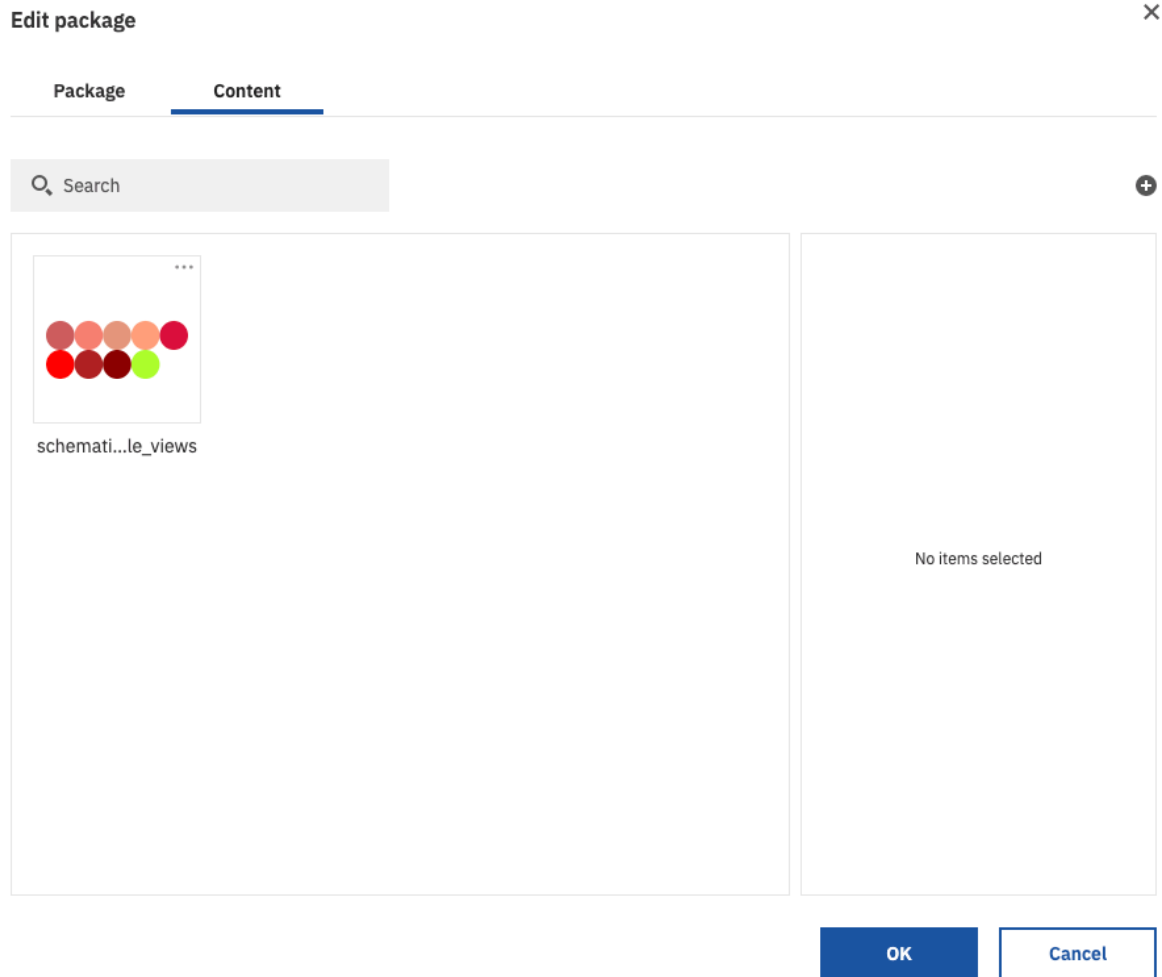 Edit package
Package Content
Search
schemati...le_views
No items selected
OK Cancel